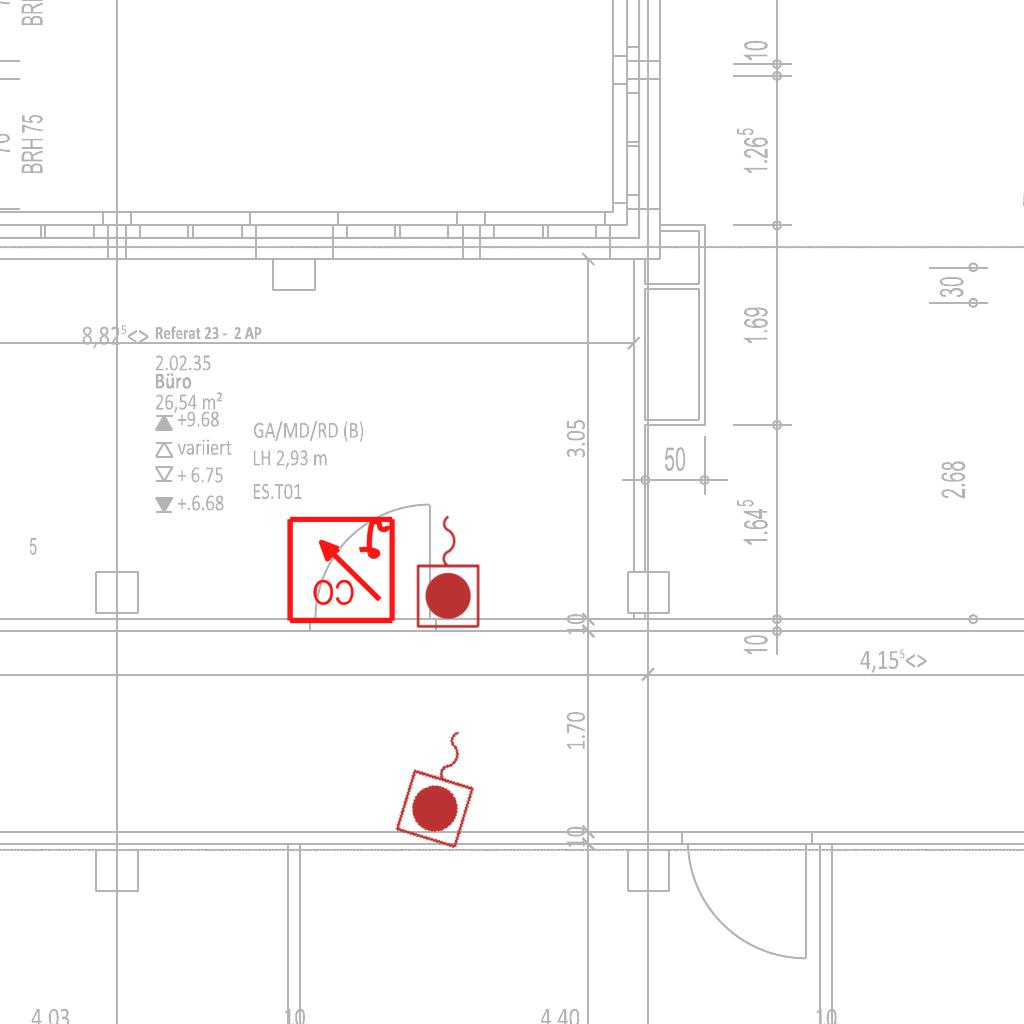 BRH 75
10
1.26⁵
30
1.69
8,82⁵<>
Referat 23 - 2 AP
2.02.35
Büro
26,54 m²
+9.68
variiert
+ 6.75
+.6.68
GA/MD/RD (B)
LH 2,93 m
ES.T01
3.05
50
2.68
1.64⁵
5
CO
10
10
4,15⁵<>
1.70
10
4.03
10
4.40
10